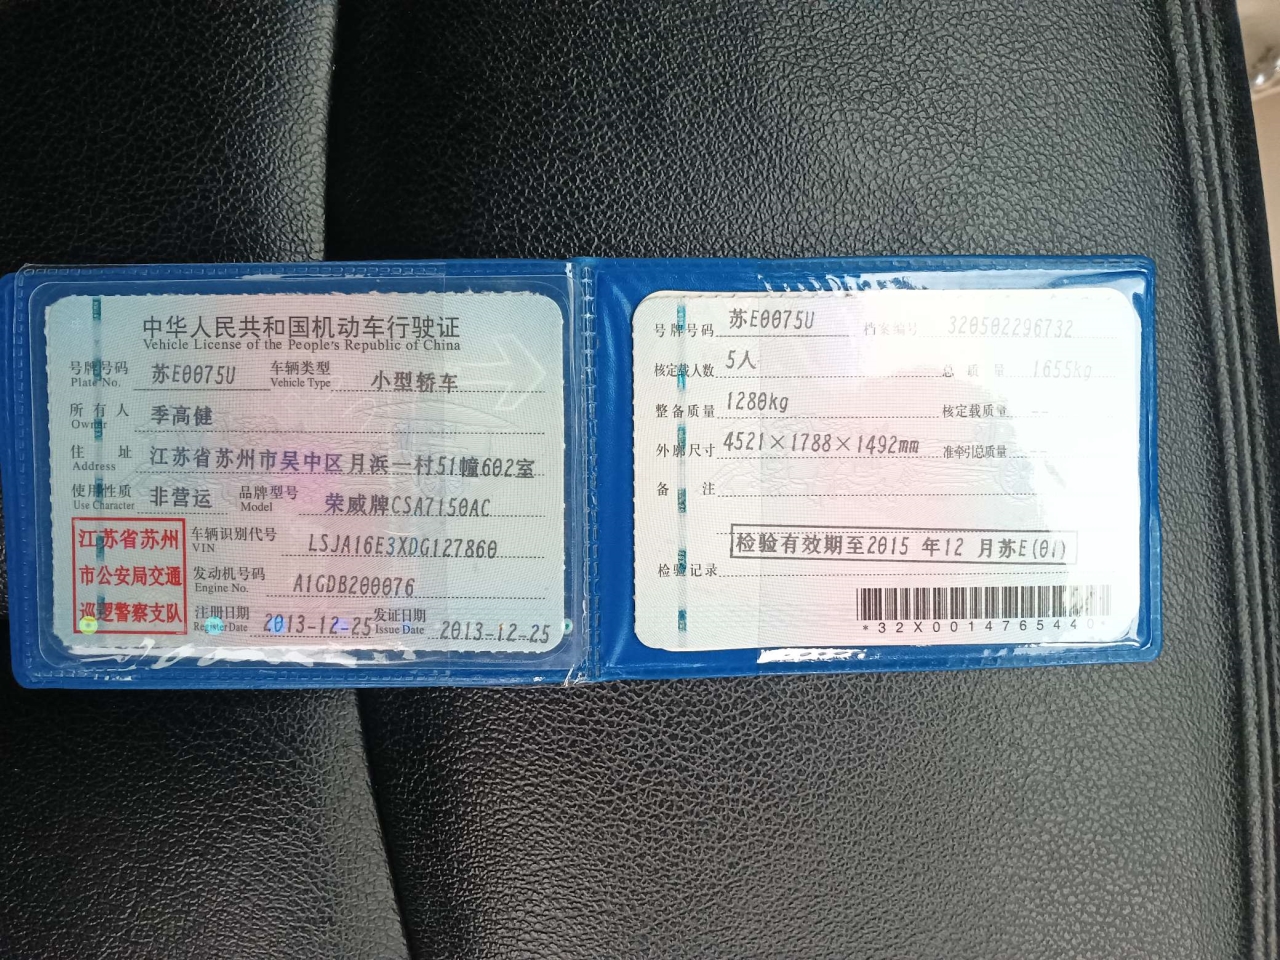 中华人民共和国机动车行驶证
Vehicle License of the People's Republic of China
号牌号码 苏E0075U 车辆类型 小型轿车
Plate No. Vehicle Type
所有人 季高健
Owner
住址 江苏省苏州市吴中区月浜一村51幢602室
Address
使用性质 非营运 品牌型号 荣威牌CSA7150AC
Use Character Model
江苏省苏州
市公安局交通
巡逻警察支队
车辆识别代号 LSJA16E3XDG127860
VIN
发动机号码 A1GDB200076
Engine No.
注册日期 2013-12-25 发证日期 2013-12-25
Register Date Issue Date
号牌号码 苏E0075U 档案编号 320502296732
核定载人数 5人 总质量 1655kg
整备质量 1280kg 核定载质量 --
外廓尺寸 4521×1788×1492mm 准牵引总质量 --
备注
检验有效期至2015 年12 月苏E(01)
检验记录
*32X0014765440*